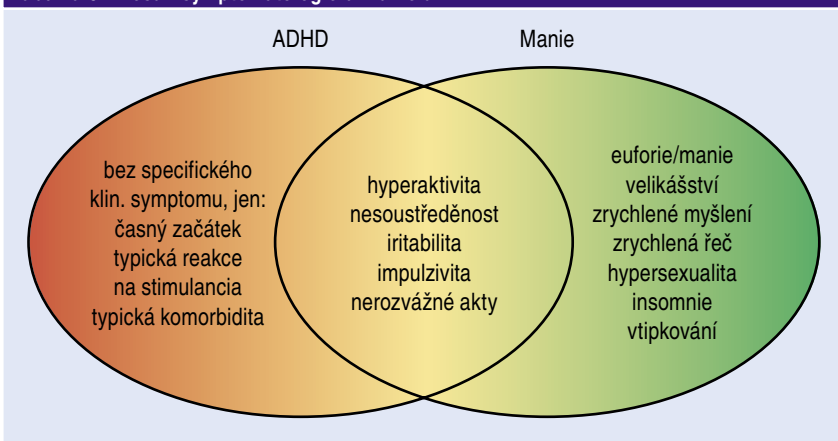 ADHD
Manie
bez specifického
klin. symptomu, jen:
časný začátek
typická reakce
na stimulancia
typická komorbidita
hyperaktivita
nesoustředěnost
iritabilita
impulzivita
nerozvážné akty
euforie/manie
velikášství
zrychlené myšlení
zrychlená řeč
hypersexualita
insomnie
vtipkování